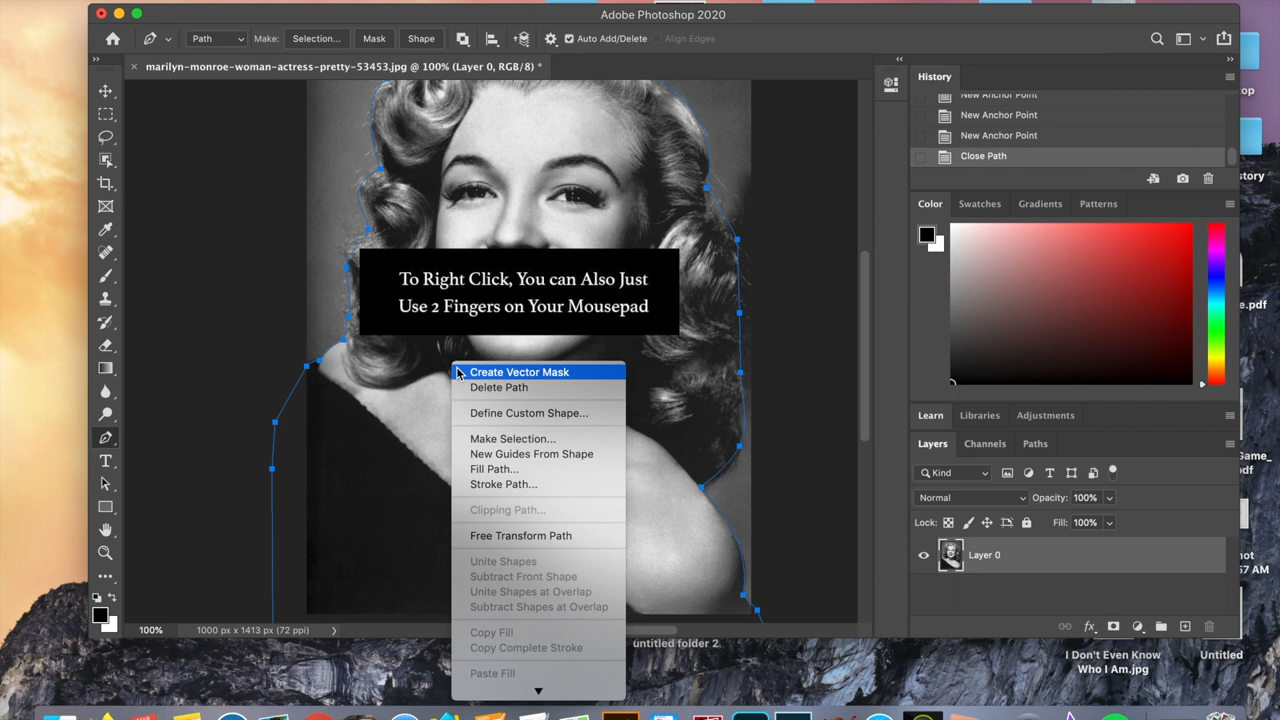 Adobe Photoshop 2020
Path
Make:
Selection...
Mask
Shape
Auto Add/Delete
Align Edges
marilyn-monroe-woman-actress-pretty-53453.jpg @ 100% (Layer 0, RGB/8) *
History
New Anchor Point
New Anchor Point
New Anchor Point
Close Path
Color
Swatches
Gradients
Patterns
To Right Click, You can Also Just
Use 2 Fingers on Your Mousepad
Create Vector Mask
Delete Path
Define Custom Shape...
Make Selection...
New Guides From Shape
Fill Path...
Stroke Path...
Clipping Path...
Free Transform Path
Unite Shapes
Subtract Front Shape
Unite Shapes at Overlap
Subtract Shapes at Overlap
Copy Fill
Copy Complete Stroke
Paste Fill
Learn
Libraries
Adjustments
Layers
Channels
Paths
Kind
Normal
Opacity: 100%
Lock:
Fill: 100%
Layer 0
100%
1000 px x 1413 px (72 ppi)
untitled folder 2
I Don't Even Know
Who I Am.jpg
Untitled